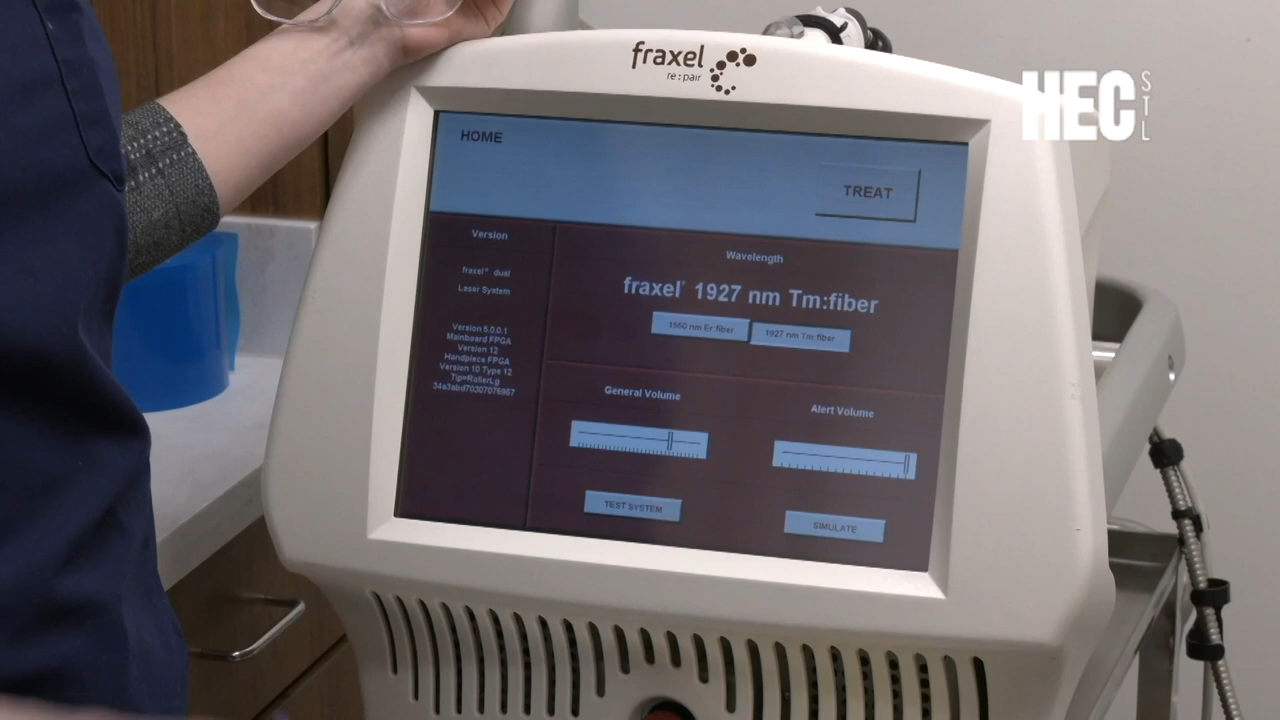 fraxel
re:pair
HEC
STL
HOME
TREAT
Version
fraxel® dual
Laser System
Version 5.0.0.1
Mainboard FPGA
Version 12
Handpiece FPGA
Version 10 Type 12
Tip=RollerLg
Wavelength
fraxel® 1927 nm Tm:fiber
1550 nm Er:fiber
1927 nm Tm:fiber
General Volume
Alert Volume
TEST SYSTEM
SIMULATE